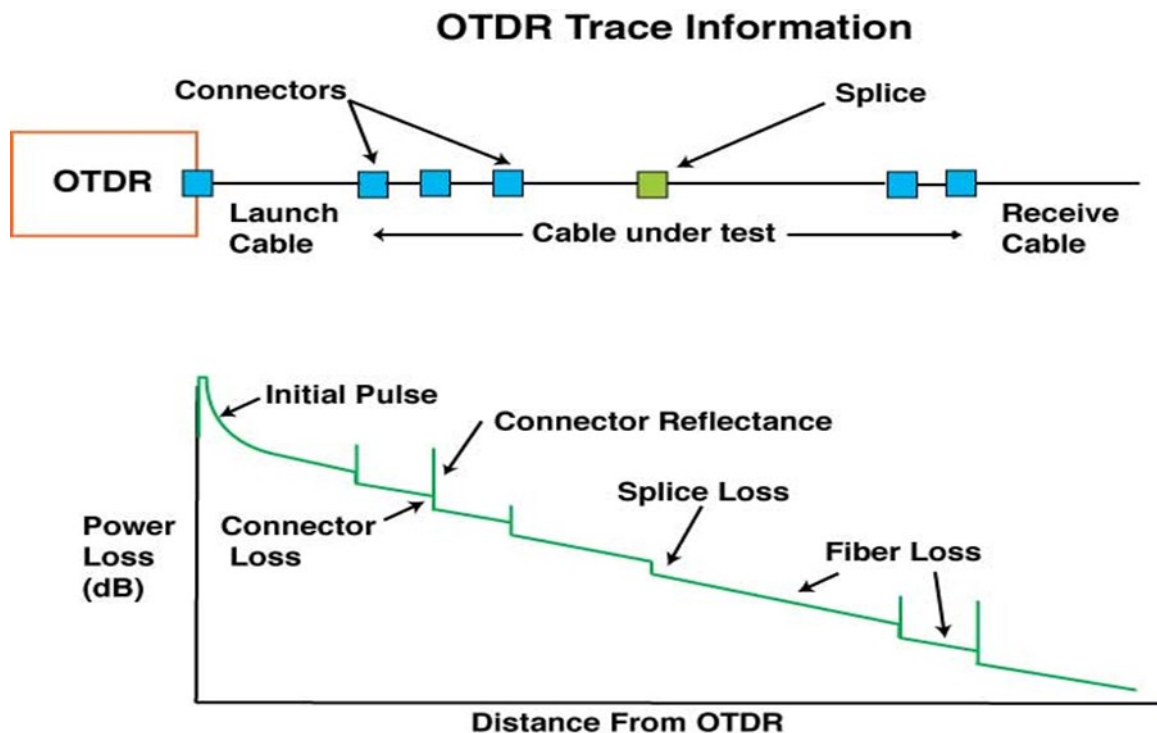 OTDR Trace Information
Connectors
Splice
OTDR
Launch
Cable
Cable under test
Receive
Cable
Initial Pulse
Connector Reflectance
Splice Loss
Power
Loss
(dB)
Connector
Loss
Fiber Loss
Distance From OTDR